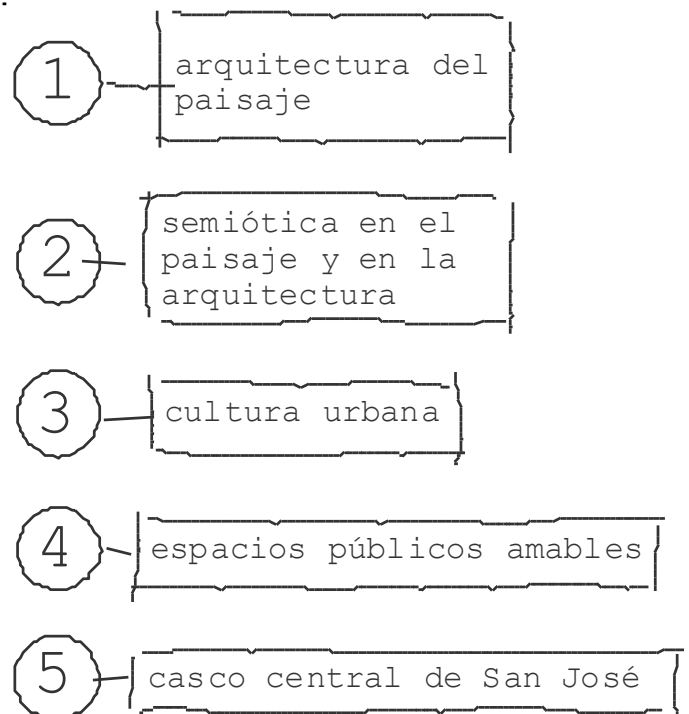 1
arquitectura del
paisaje
2
semiótica en el
paisaje y en la
arquitectura
3
cultura urbana
4
espacios públicos amables
5
casco central de San José